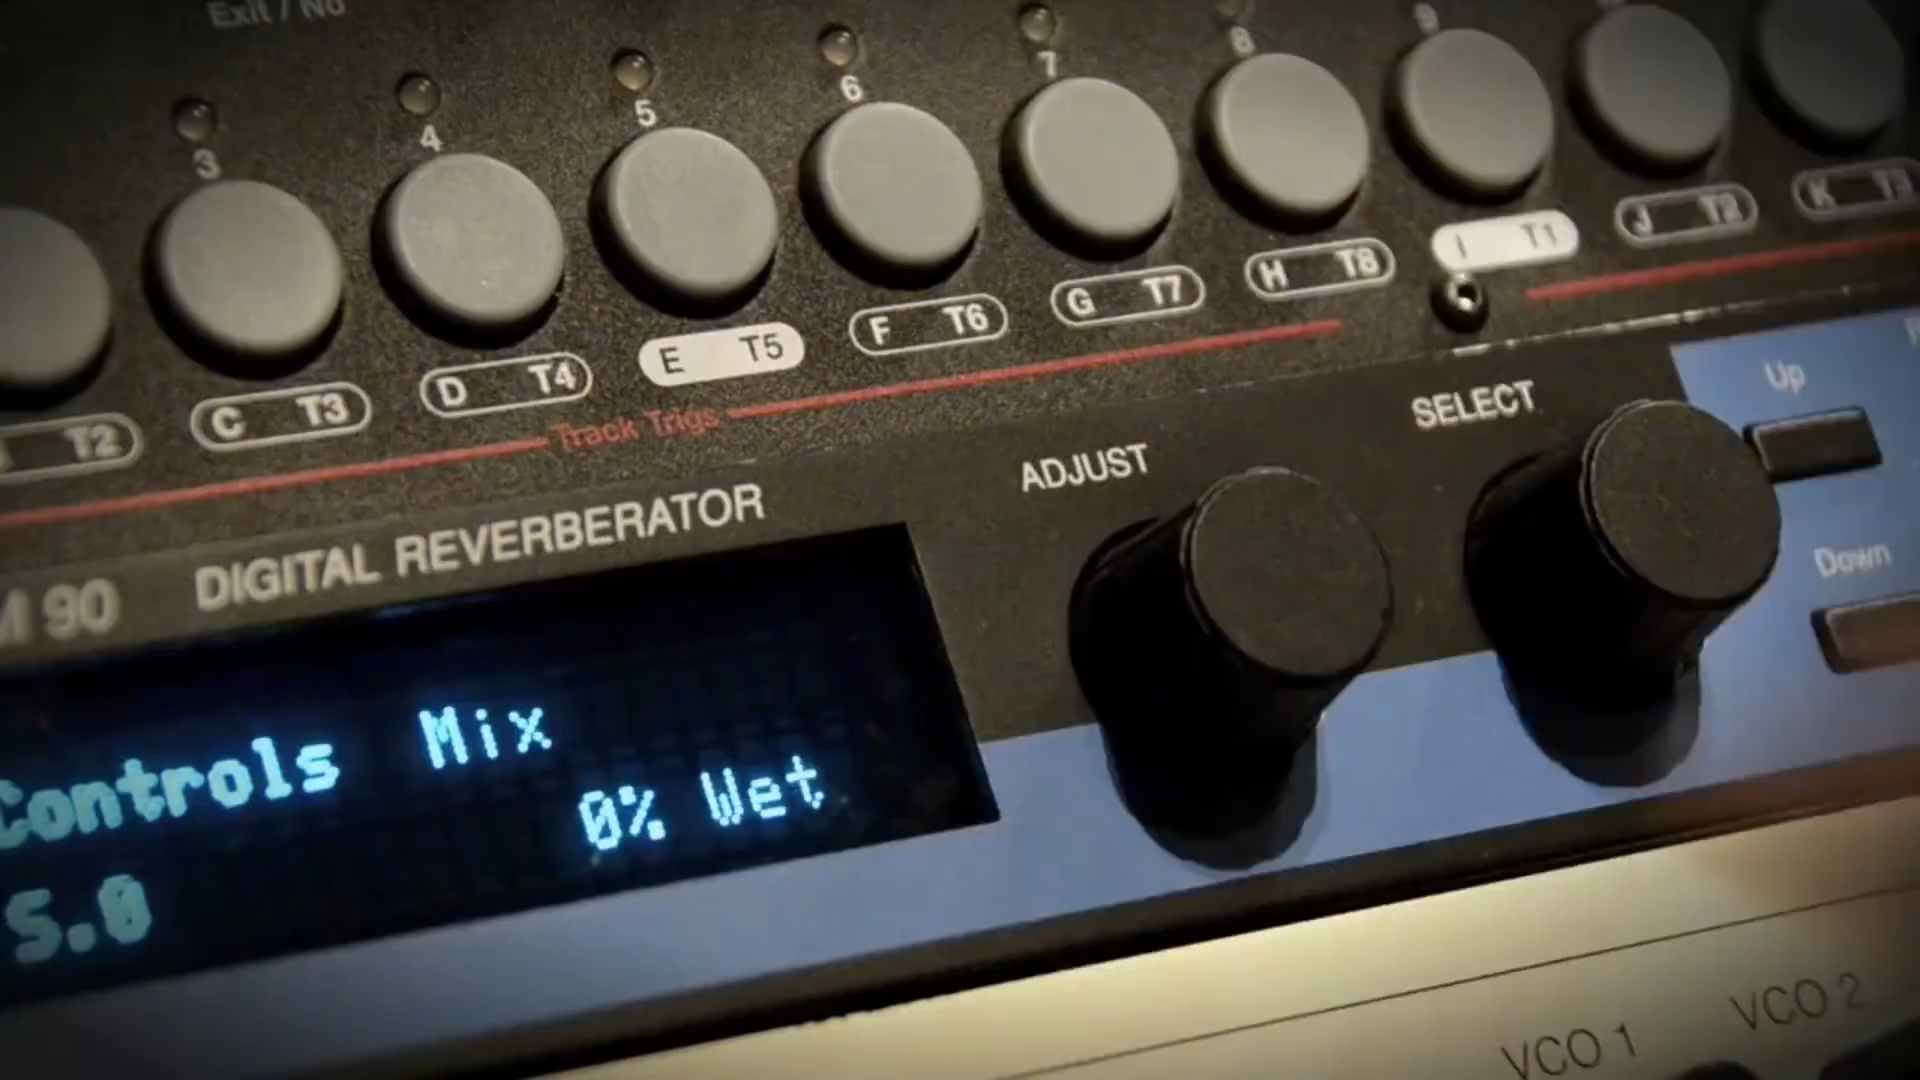 Exit / No
3 4 5 6 7 8 9
T2 C T3 D T4 E T5 F T6 G T7 H T8 I T1 J T2 K T3
Track Trigs
M 90 DIGITAL REVERBERATOR
ADJUST
SELECT
Up
Down
Controls Mix
0% Wet
5.0
VCO 1
VCO 2